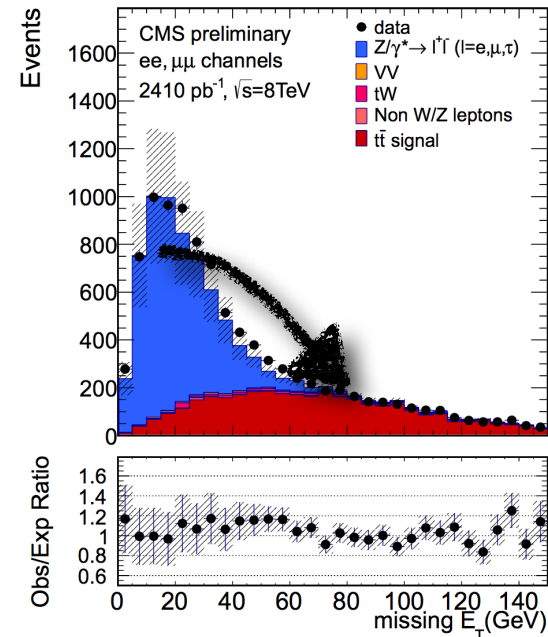 Events
CMS preliminary
ee, μμ channels
2410 pb⁻¹, √s=8TeV
data
Z/γ*→ l⁺l⁻ (l=e,μ,τ)
VV
tW
Non W/Z leptons
tt̄ signal
1600
1400
1200
1000
800
600
400
200
0
Obs/Exp Ratio
1.6
1.4
1.2
1
0.8
0.6
0 20 40 60 80 100 120 140
missing E_T(GeV)